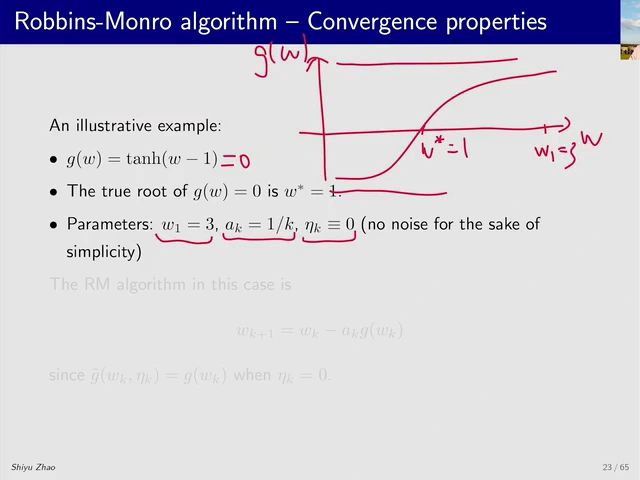 Robbins-Monro algorithm – Convergence properties
g(w)
An illustrative example:
w* = 1
w₁ = 3
w
• g(w) = tanh(w − 1) = 0
• The true root of g(w) = 0 is w* = 1.
• Parameters: w₁ = 3, aₖ = 1/k, ηₖ ≡ 0 (no noise for the sake of
simplicity)
The RM algorithm in this case is
wₖ₊₁ = wₖ − aₖg(wₖ)
since g̃(wₖ, ηₖ) = g(wₖ) when ηₖ = 0.
Shiyu Zhao
23 / 65